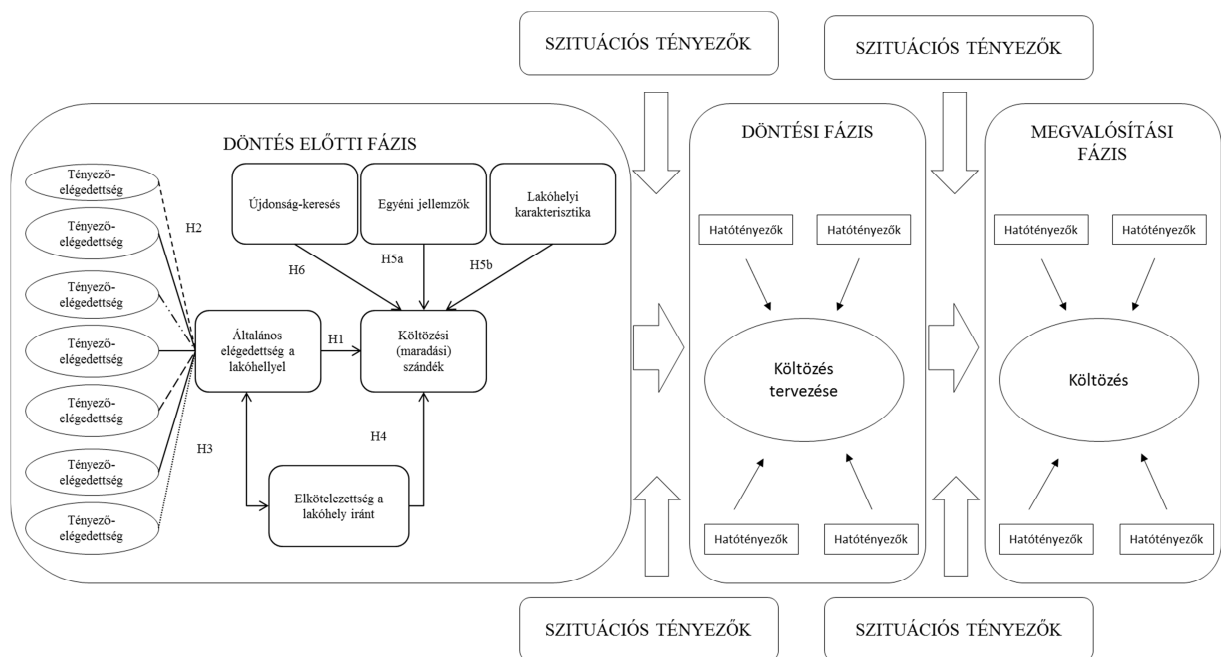 SZITUÁCIÓS TÉNYEZŐK
SZITUÁCIÓS TÉNYEZŐK
DÖNTÉS ELŐTTI FÁZIS
Tényező-
elégedettség
Tényező-
elégedettség
Tényező-
elégedettség
Tényező-
elégedettség
Tényező-
elégedettség
Tényező-
elégedettség
Tényező-
elégedettség
H2
H3
Újdonság-keresés
Egyéni jellemzők
Lakóhelyi
karakterisztika
H6
H5a
H5b
Általános
elégedettség a
lakóhellyel
H1
Költözési
(maradási)
szándék
H4
Elkötelezettség a
lakóhely iránt
DÖNTÉSI FÁZIS
Hatótényezők
Hatótényezők
Költözés
tervezése
Hatótényezők
Hatótényezők
MEGVALÓSÍTÁSI
FÁZIS
Hatótényezők
Hatótényezők
Költözés
Hatótényezők
Hatótényezők
SZITUÁCIÓS TÉNYEZŐK
SZITUÁCIÓS TÉNYEZŐK